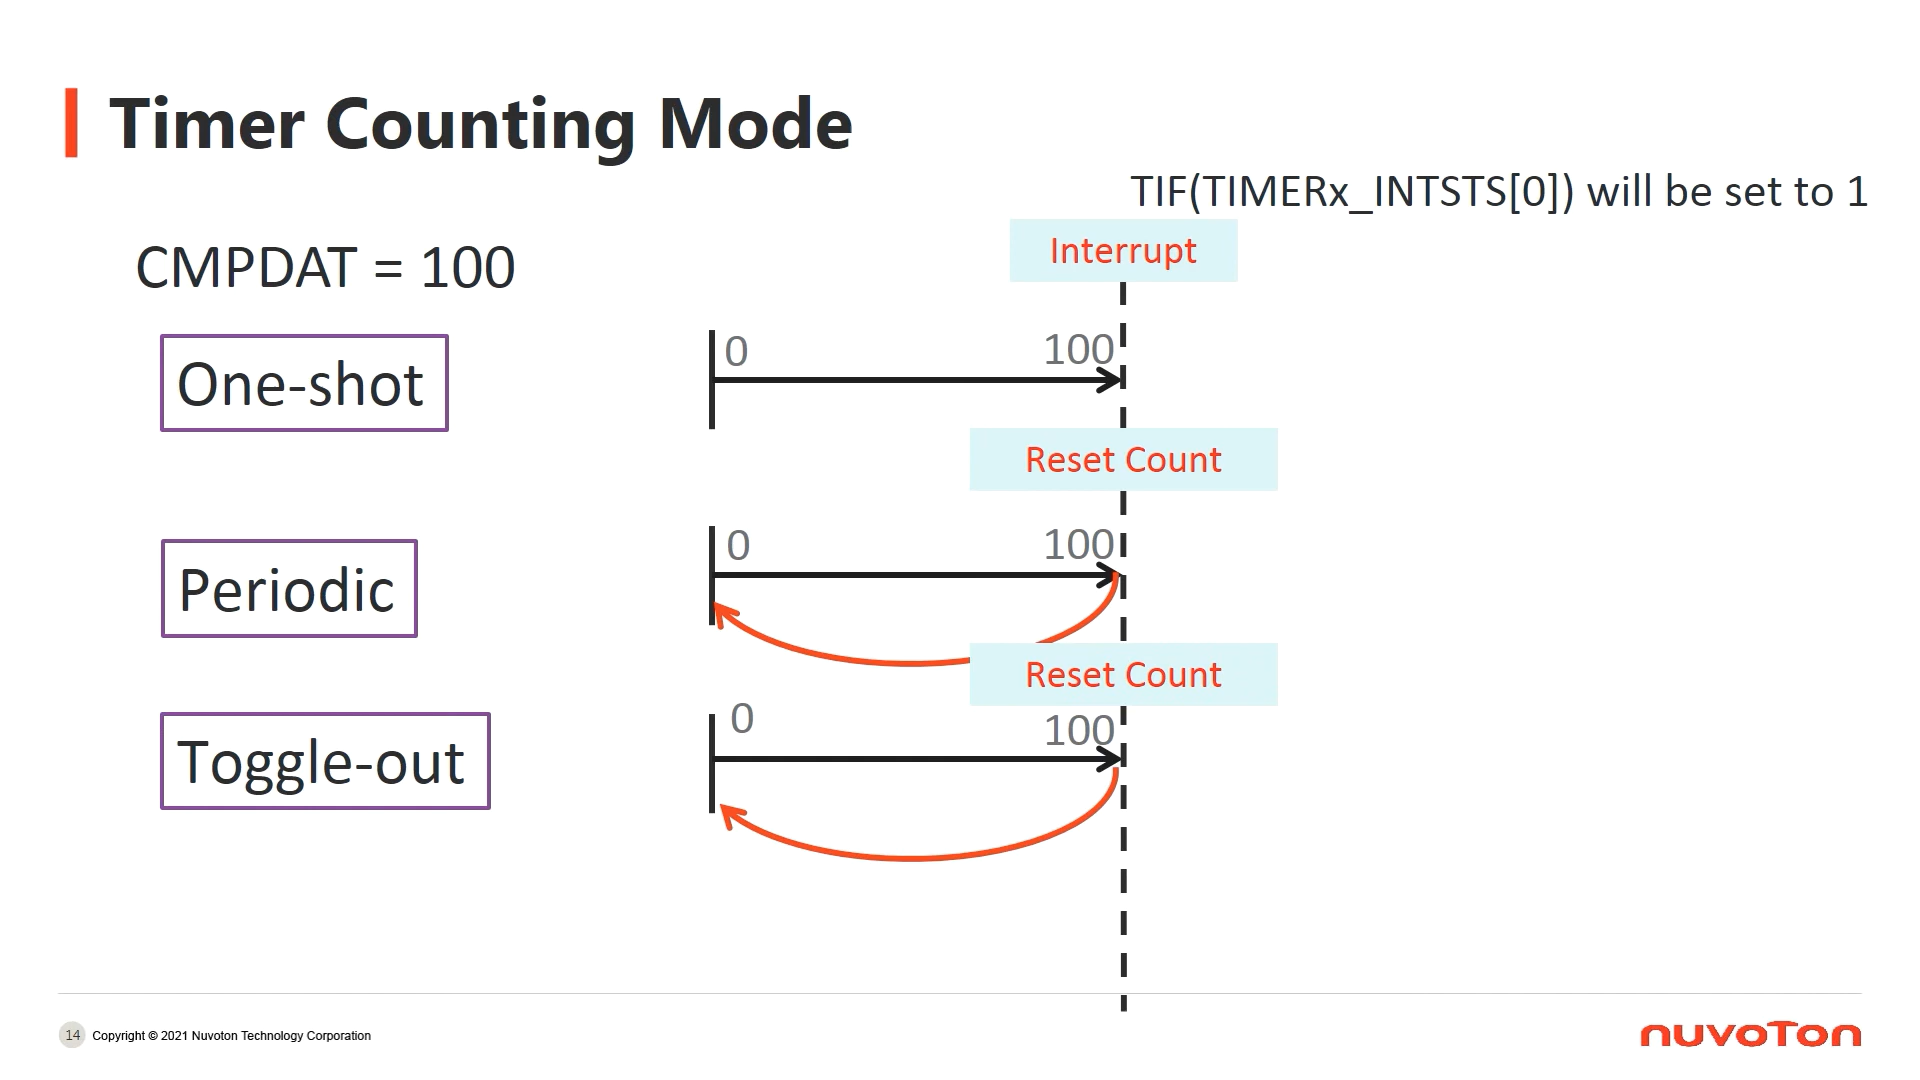 Timer Counting Mode
TIF(TIMERx_INTSTS[0]) will be set to 1
Interrupt
CMPDAT = 100
0
100
One-shot
Reset Count
0
100
Periodic
Reset Count
0
100
Toggle-out
14
Copyright © 2021 Nuvoton Technology Corporation
nuvoTon